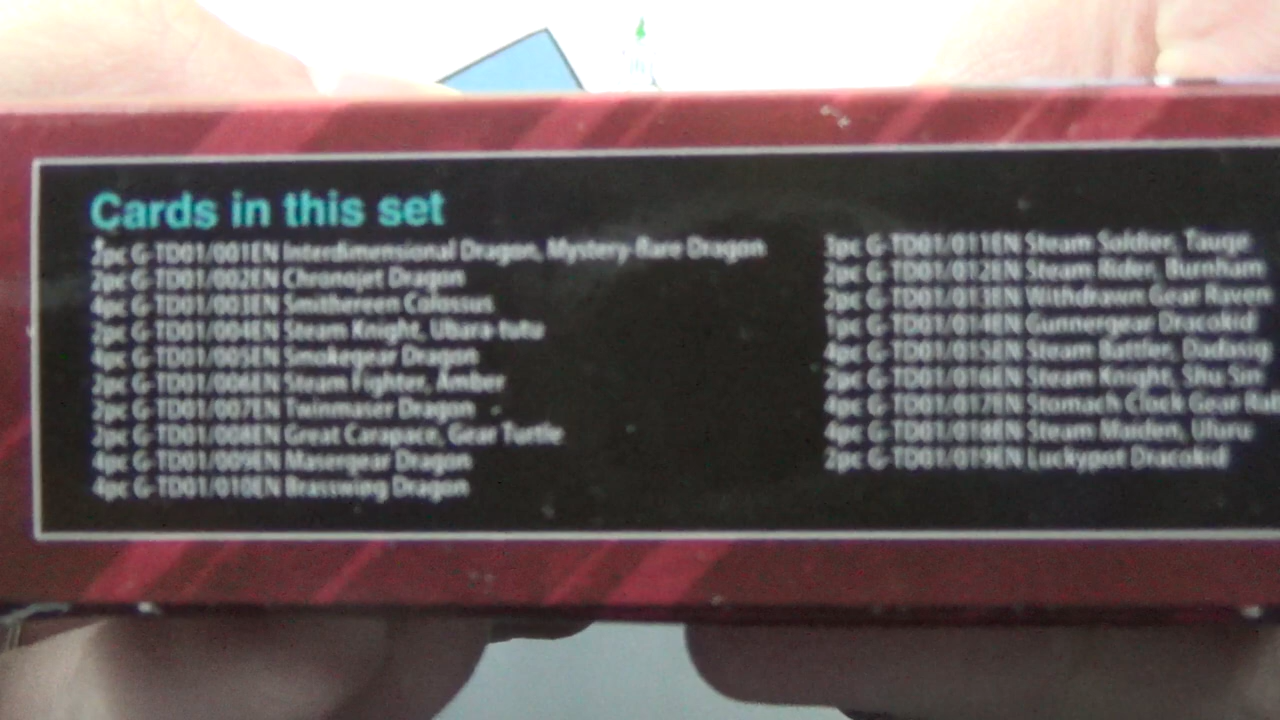 Cards in this set
2pc G-TD01/001EN Interdimensional Dragon, Mystery-flare Dragon
2pc G-TD01/002EN Chronojet Dragon
4pc G-TD01/003EN Smithereen Colossus
2pc G-TD01/004EN Steam Knight, Ubara-tutu
4pc G-TD01/005EN Smokegear Dragon
2pc G-TD01/006EN Steam Fighter, Amber
2pc G-TD01/007EN Twinmaser Dragon
2pc G-TD01/008EN Great Carapace, Gear Turtle
4pc G-TD01/009EN Masergear Dragon
4pc G-TD01/010EN Brasswing Dragon
G-TD01/011EN Steam Soldier, Tauge
2pc G-TD01/012EN Steam Rider, Burnham
2pc G-TD01/013EN Withdrawn Gear Raven
1pc G-TD01/014EN Gunnergear Dracokid
4pc G-TD01/015EN Steam Battler, Dadasig
2pc G-TD01/016EN Steam Knight, Shu Sin
4pc G-TD01/017EN Stomach Clock Gear
4pc G-TD01/018EN Steam Maiden, Uluru
2pc G-TD01/019EN Luckypot Dracokid